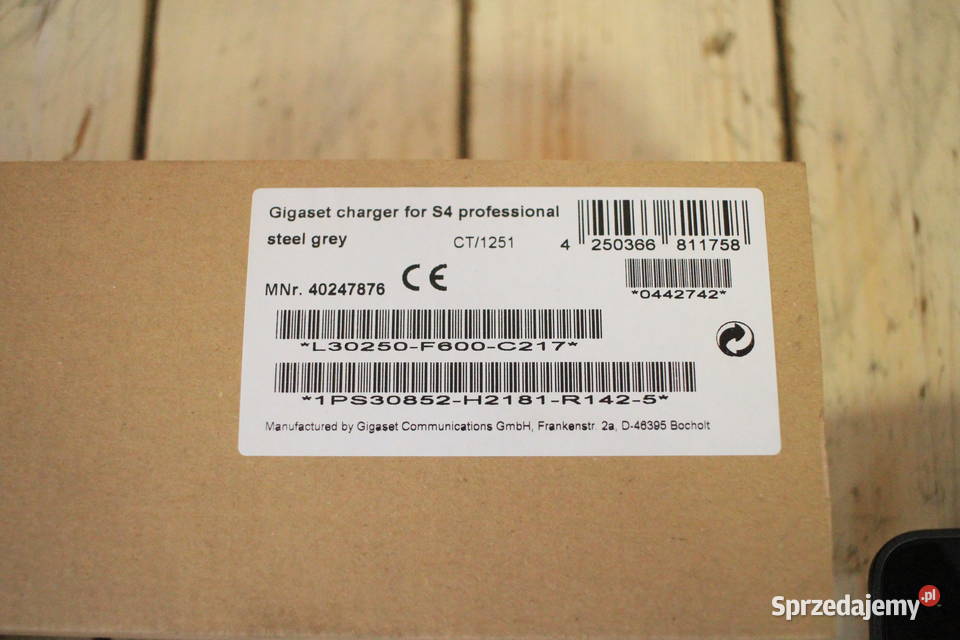 Gigaset charger for S4 professional
steel grey
CT/1251
4 250366 811758
MNr. 40247876
CE
*0442742*
*L30250-F600-C217*
*1PS30852-H2181-R142-5*
Manufactured by Gigaset Communications GmbH, Frankenstr. 2a, D-46395 Bocholt
Sprzedajemy.pl